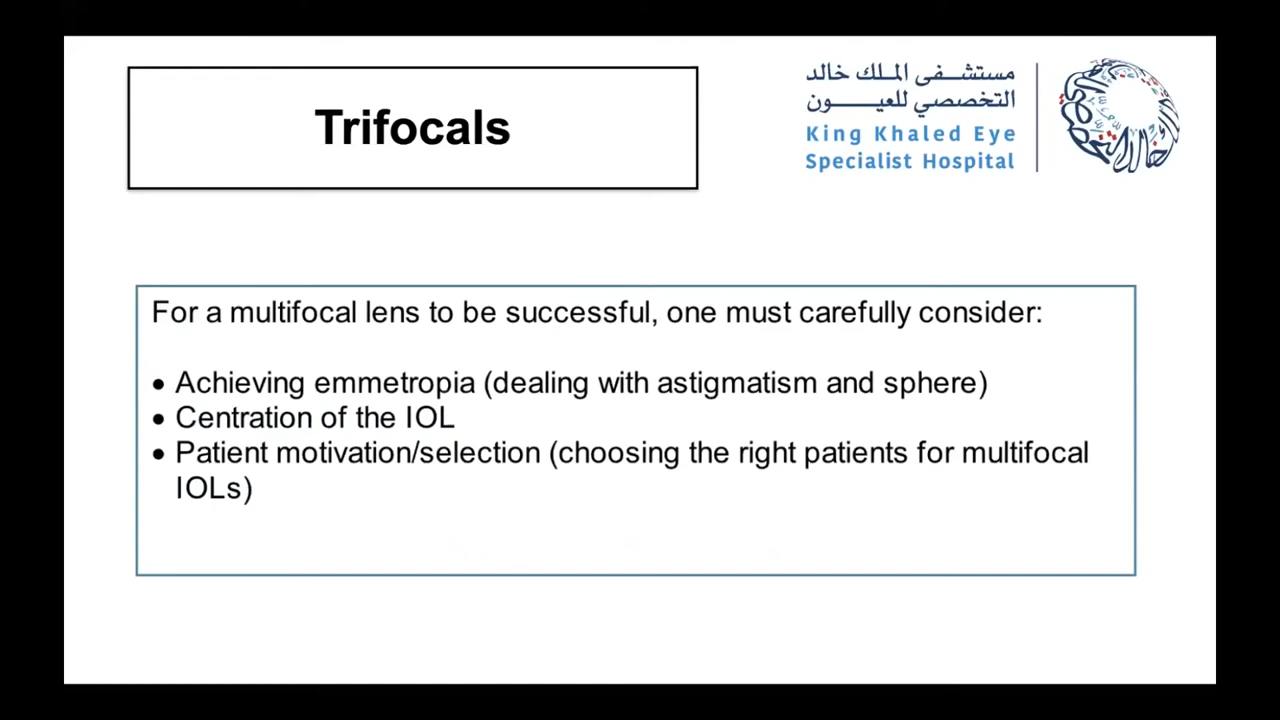 Trifocals
مستشفى الملك خالد
التخصصي للعيون
King Khaled Eye
Specialist Hospital
For a multifocal lens to be successful, one must carefully consider:
• Achieving emmetropia (dealing with astigmatism and sphere)
• Centration of the IOL
• Patient motivation/selection (choosing the right patients for multifocal
IOLs)